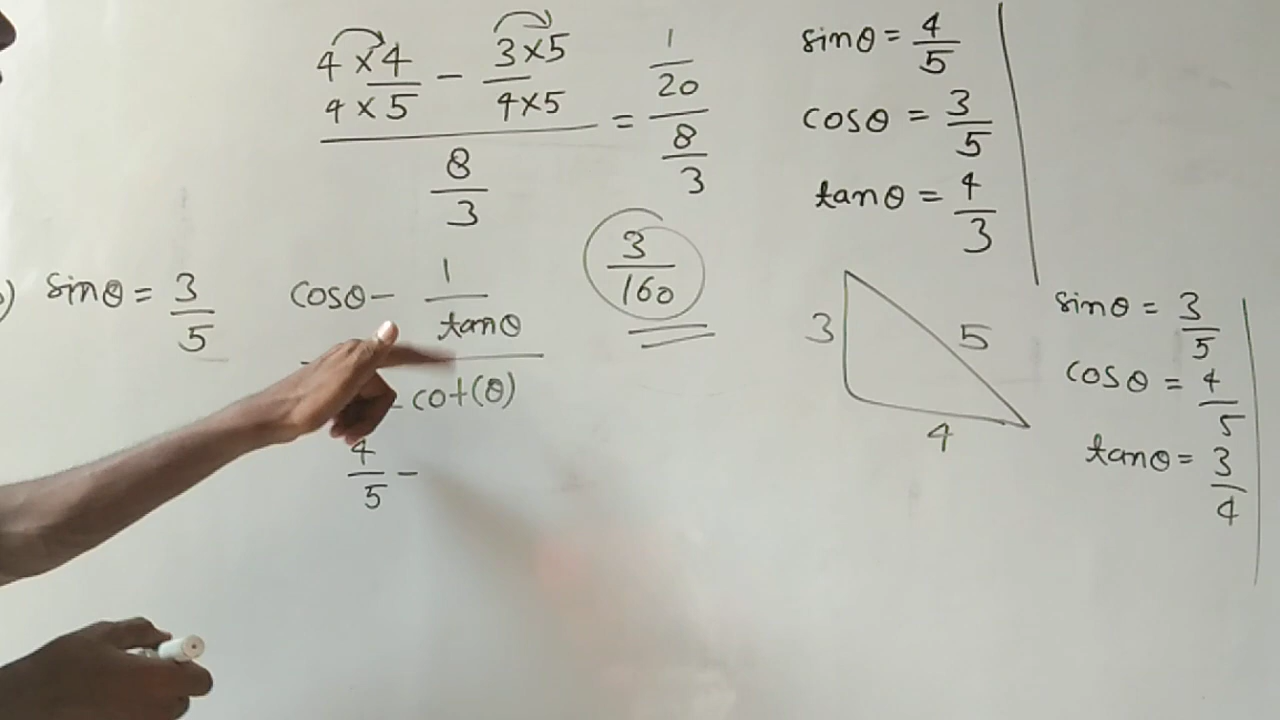 4 × 4 / 4 × 5 − 3 × 5 / 4 × 5 = 1 / 20
8 / 3 8 / 3
3 / 160
sinθ = 4 / 5
cosθ = 3 / 5
tanθ = 4 / 3
) sinθ = 3 / 5 cosθ − 1 / tanθ
cot(θ)
4 / 5 −
3 5
4
sinθ = 3 / 5
cosθ = 4 / 5
tanθ = 3 / 4